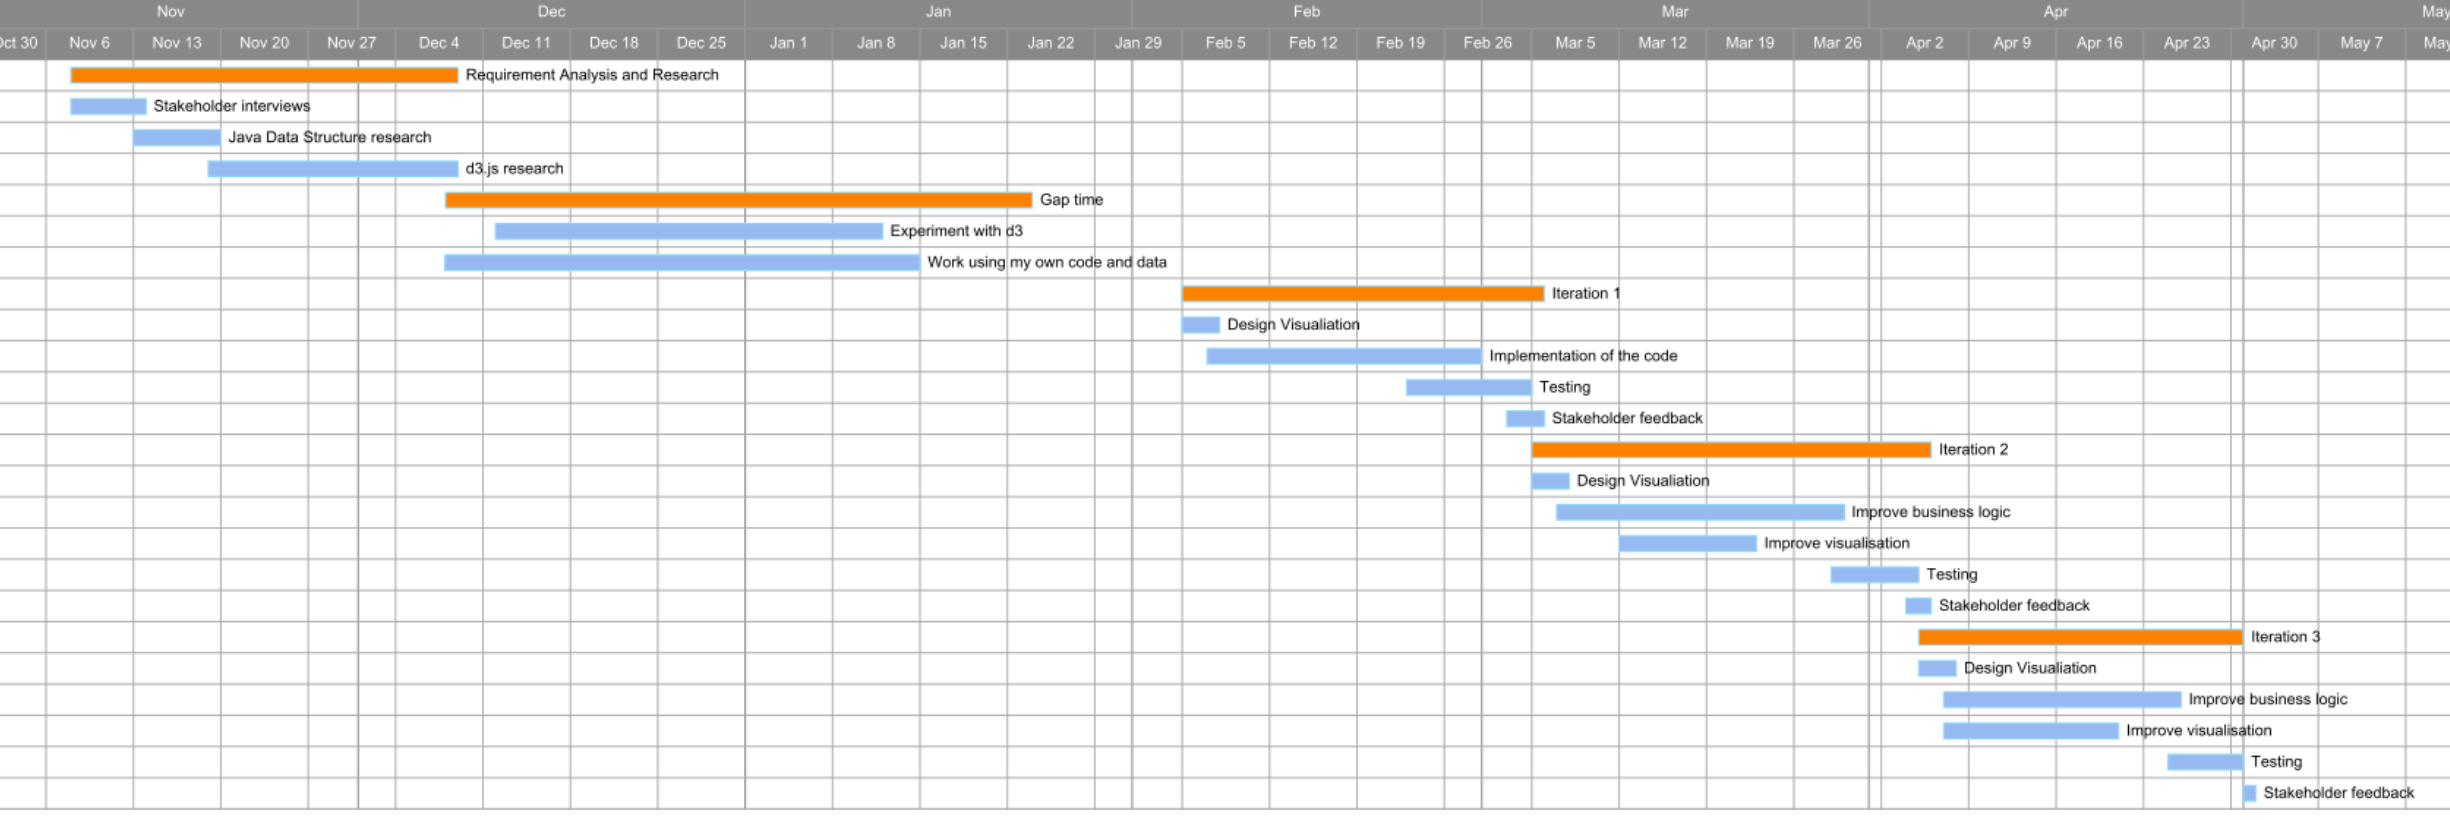 Nov Dec Jan Feb Mar Apr May
Oct 30 Nov 6 Nov 13 Nov 20 Nov 27 Dec 4 Dec 11 Dec 18 Dec 25 Jan 1 Jan 8 Jan 15 Jan 22 Jan 29 Feb 5 Feb 12 Feb 19 Feb 26 Mar 5 Mar 12 Mar 19 Mar 26 Apr 2 Apr 9 Apr 16 Apr 23 Apr 30 May 7 May
Requirement Analysis and Research
Stakeholder interviews
Java Data Structure research
d3.js research
Gap time
Experiment with d3
Work using my own code and data
Iteration 1
Design Visualiation
Implementation of the code
Testing
Stakeholder feedback
Iteration 2
Design Visualiation
Improve business logic
Improve visualisation
Testing
Stakeholder feedback
Iteration 3
Design Visualiation
Improve business logic
Improve visualisation
Testing
Stakeholder feedback